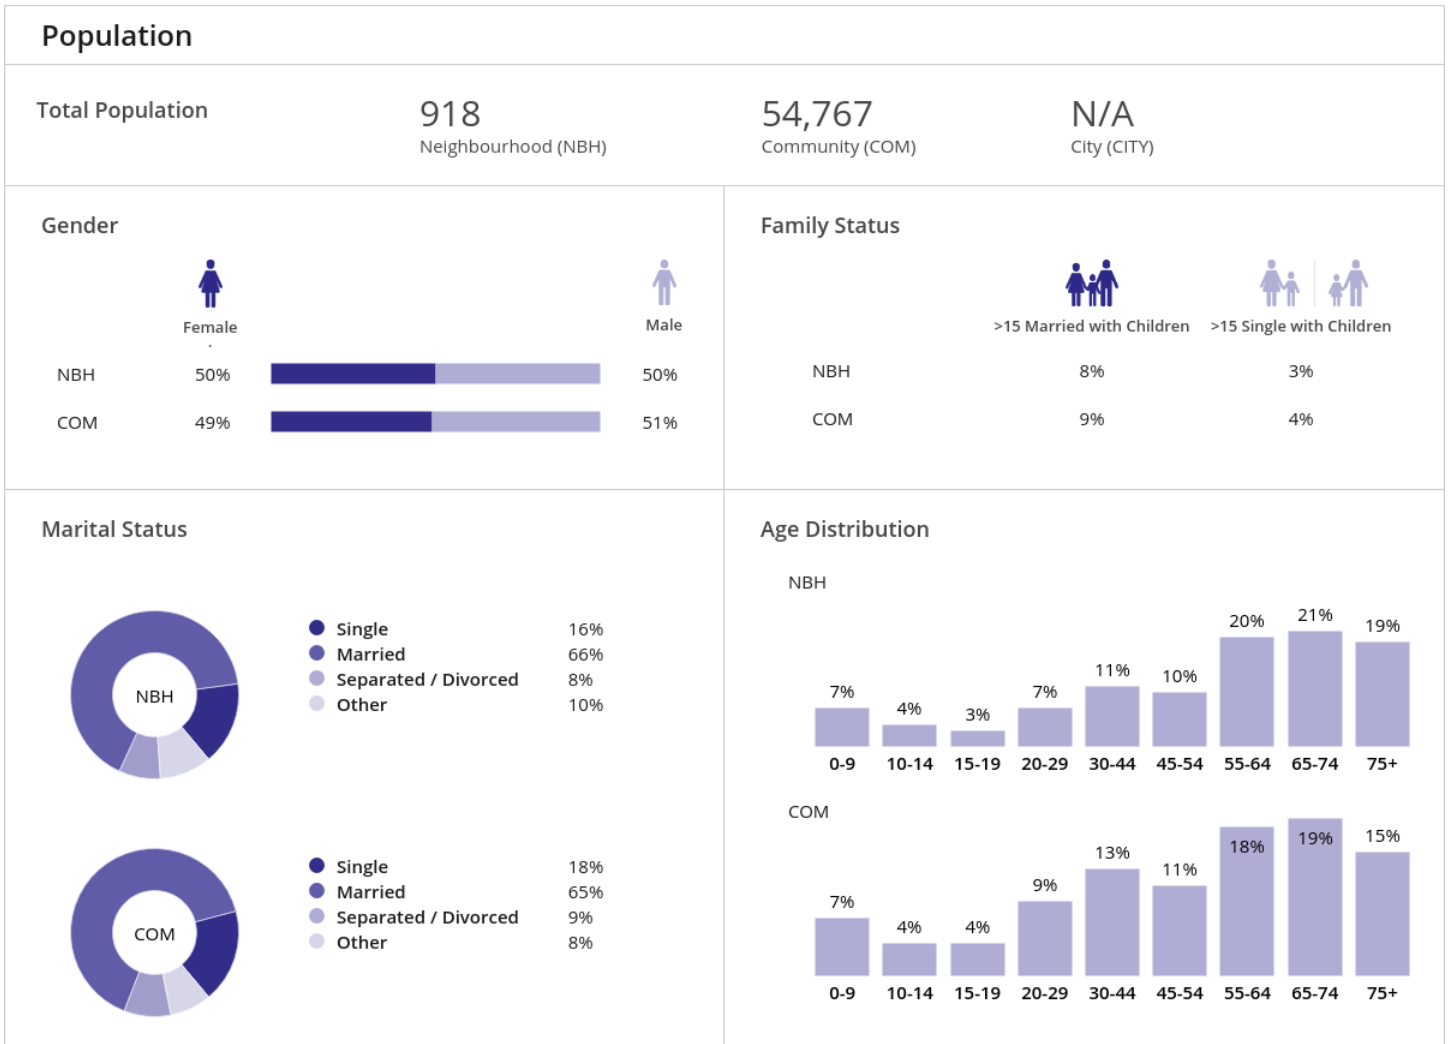 Population
Total Population
918
Neighbourhood (NBH)
54,767
Community (COM)
N/A
City (CITY)
Gender
Female
.
Male
NBH 50% 50%
COM 49% 51%
Family Status
>15 Married with Children >15 Single with Children
NBH 8% 3%
COM 9% 4%
Marital Status
NBH
Single 16%
Married 66%
Separated / Divorced 8%
Other 10%
COM
Single 18%
Married 65%
Separated / Divorced 9%
Other 8%
Age Distribution
NBH
7% 4% 3% 7% 11% 10% 20% 21% 19%
0-9 10-14 15-19 20-29 30-44 45-54 55-64 65-74 75+
COM
7% 4% 4% 9% 13% 11% 18% 19% 15%
0-9 10-14 15-19 20-29 30-44 45-54 55-64 65-74 75+